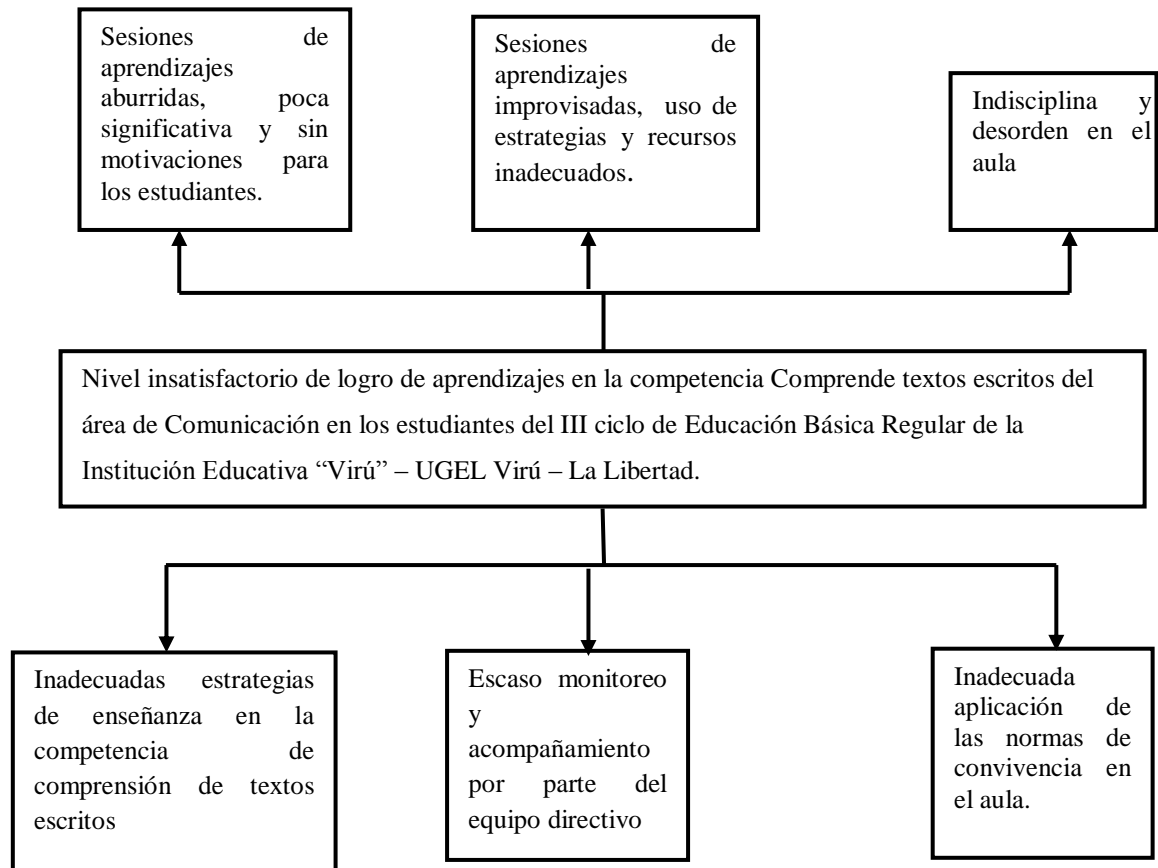 Sesiones de
aprendizajes
aburridas, poca
significativa y sin
motivaciones para
los estudiantes.
Sesiones de
aprendizajes
improvisadas, uso de
estrategias y recursos
inadecuados.
Indisciplina y
desorden en el
aula
Nivel insatisfactorio de logro de aprendizajes en la competencia Comprende textos escritos del
área de Comunicación en los estudiantes del III ciclo de Educación Básica Regular de la
Institución Educativa “Virú” – UGEL Virú – La Libertad.
Inadecuadas estrategias
de enseñanza en la
competencia de
comprensión de textos
escritos
Escaso monitoreo
y
acompañamiento
por parte del
equipo directivo
Inadecuada
aplicación de
las normas de
convivencia en
el aula.